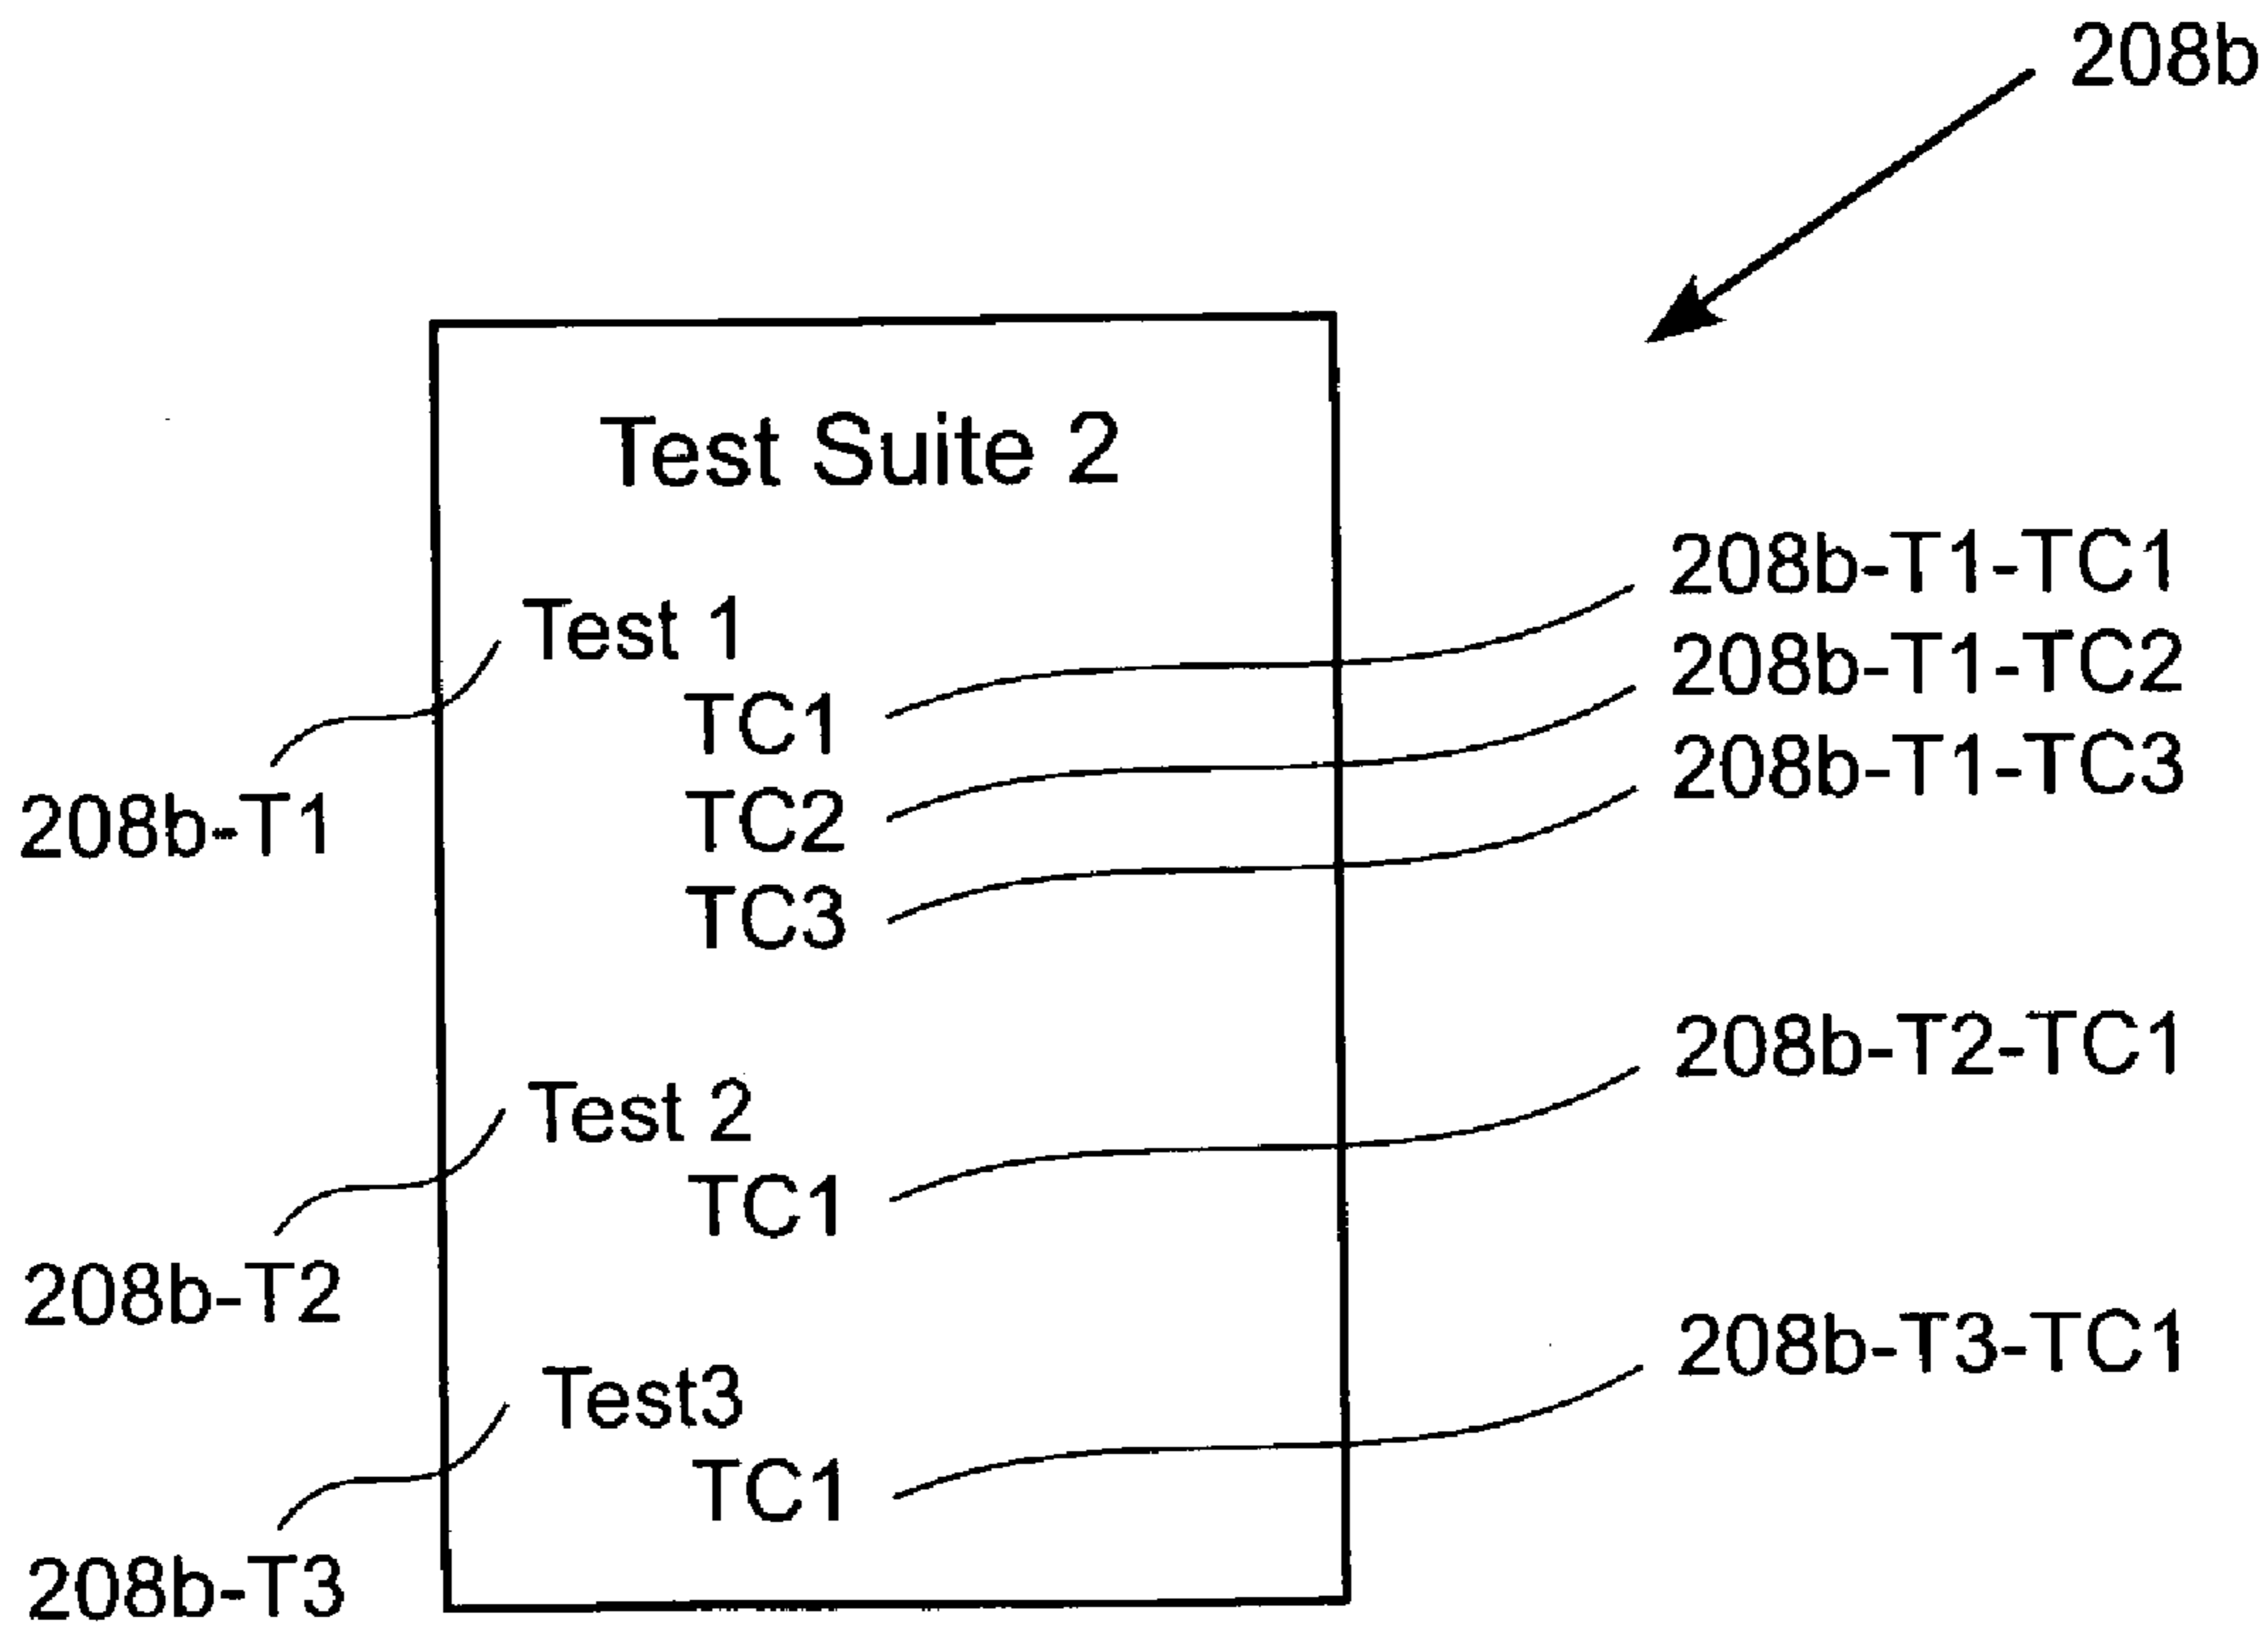 208b
Test Suite 2
208b-T1-TC1
Test 1
208b-T1-TC2
TC1
208b-T1-TC3
208b-T1
TC2
TC3
208b-T2-TC1
Test 2
TC1
208b-T2
208b-T3-TC1
Test3
TC1
208b-T3